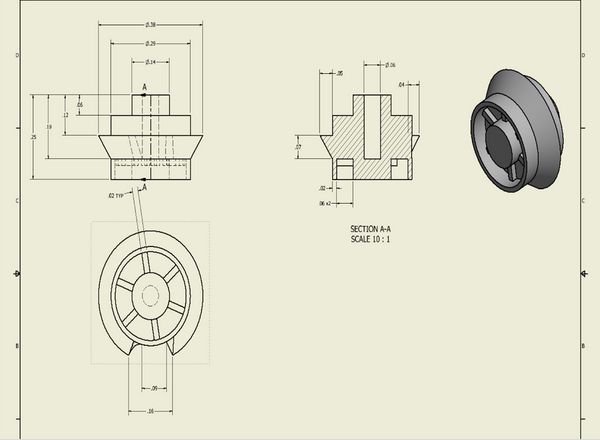 Ø.38
Ø.29
Ø.14
A
.06
.12
.19
.25
A
.02 TYP
.09
.16
Ø.06
.05
.04
.07
.02
.06 x2
SECTION A-A
SCALE 10 : 1
D
C
B
D
C
B